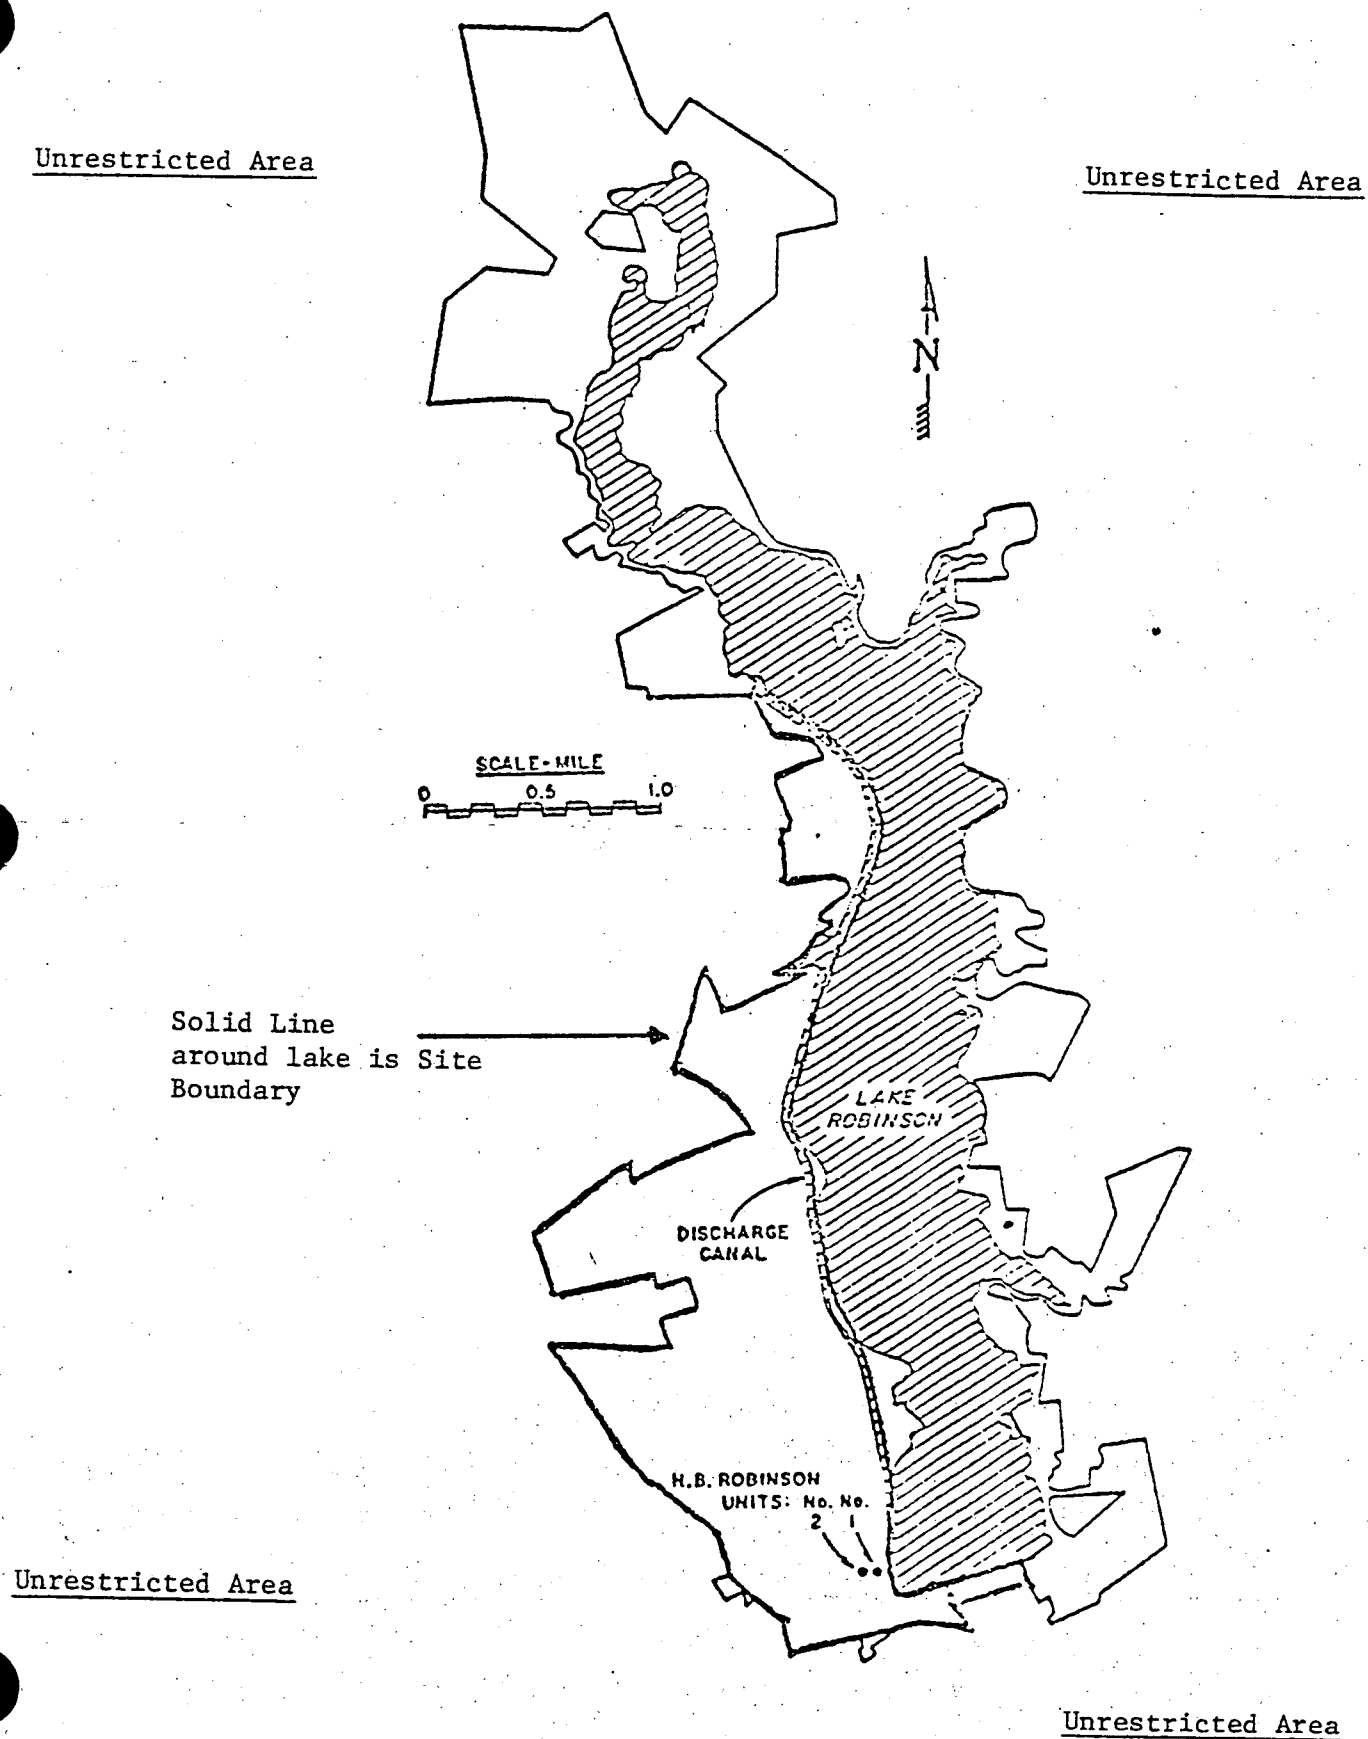 Unrestricted Area
Unrestricted Area
N
SCALE-MILE
0 0.5 1.0
Solid Line
around lake is Site
Boundary
LAKE
ROBINSON
DISCHARGE
CANAL
H.B. ROBINSON
UNITS: No. No.
2 1
Unrestricted Area
Unrestricted Area